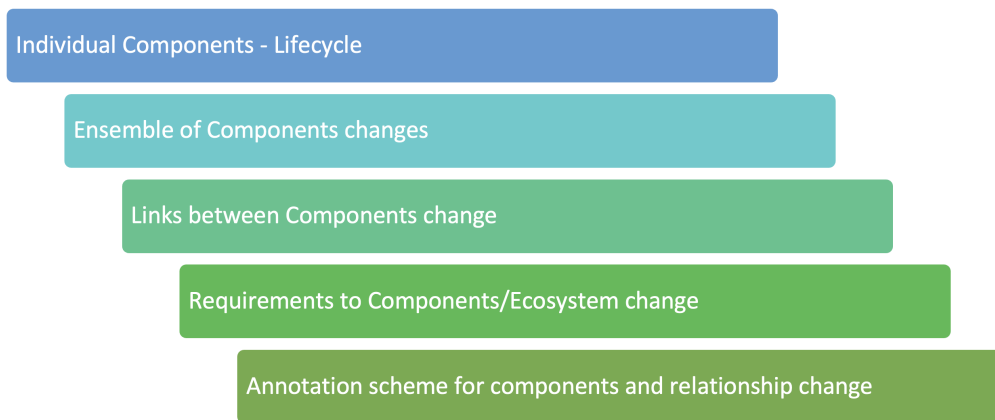 Individual Components - Lifecycle
Ensemble of Components changes
Links between Components change
Requirements to Components/Ecosystem change
Annotation scheme for components and relationship change